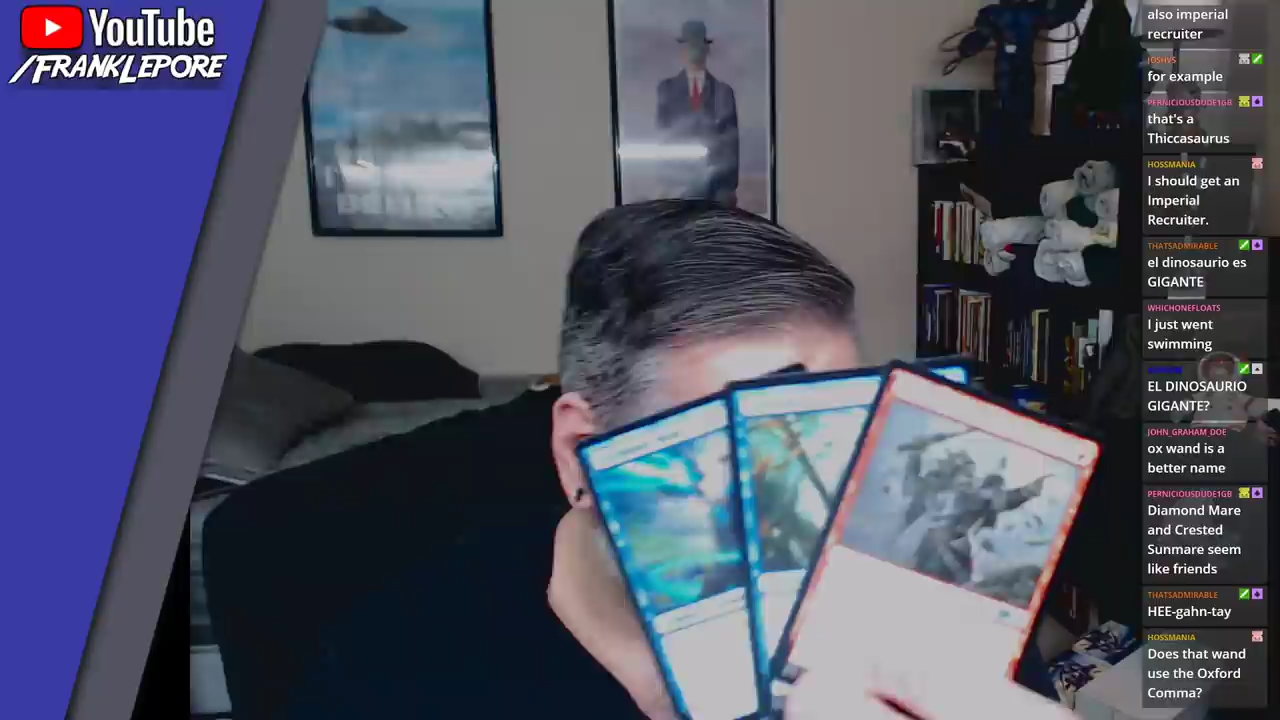 YouTube
/FRANKLEPORE
also imperial
recruiter
JOSHVS
for example
PERNICIOUSDUDE1GB
that's a
Thiccasaurus
HOSSMANIA
I should get an
Imperial
Recruiter.
THATSADMIRABLE
el dinosaurio es
GIGANTE
WHICHONEFLOATS
I just went
swimming
EL DINOSAURIO
GIGANTE?
JOHN_GRAHAM_DOE
ox wand is a
better name
PERNICIOUSDUDE1GB
Diamond Mare
and Crested
Sunmare seem
like friends
THATSADMIRABLE
HEE-gahn-tay
HOSSMANIA
Does that wand
use the Oxford
Comma?